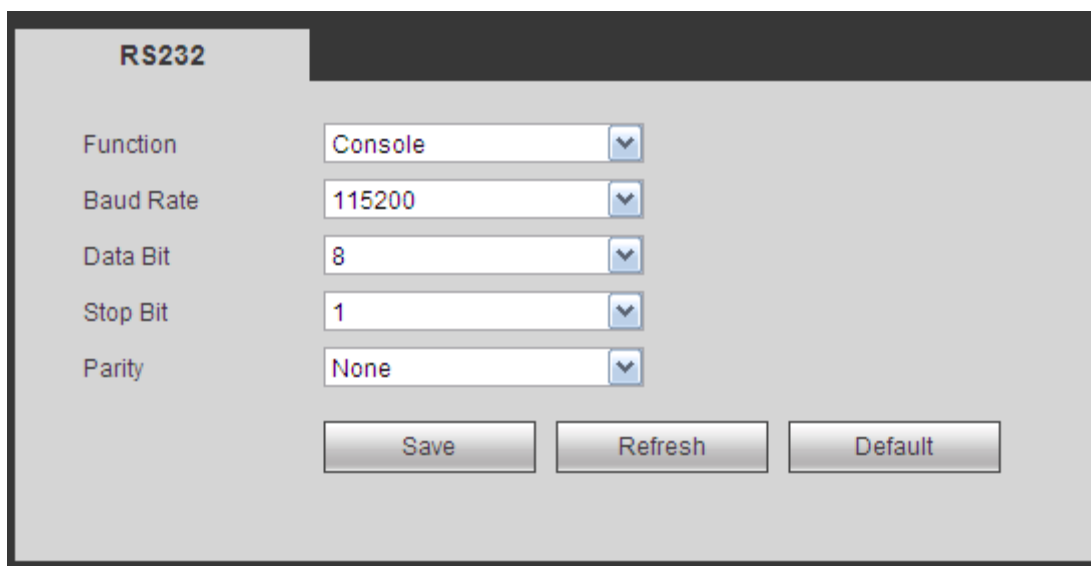 RS232
Function Console
Baud Rate 115200
Data Bit 8
Stop Bit 1
Parity None
Save Refresh Default